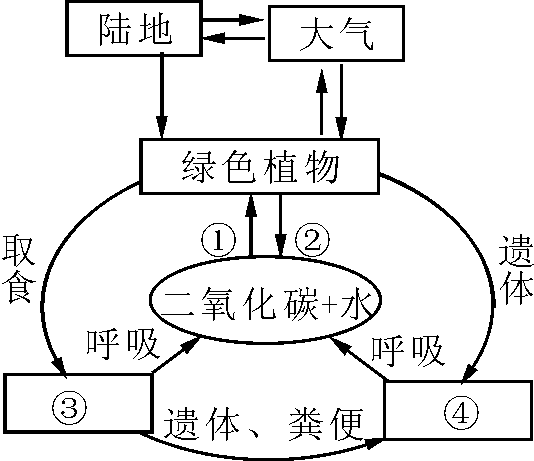 陆地
大气
绿色植物
① ②
取食
遗体
二氧化碳+水
呼吸
呼吸
③
④
遗体、粪便